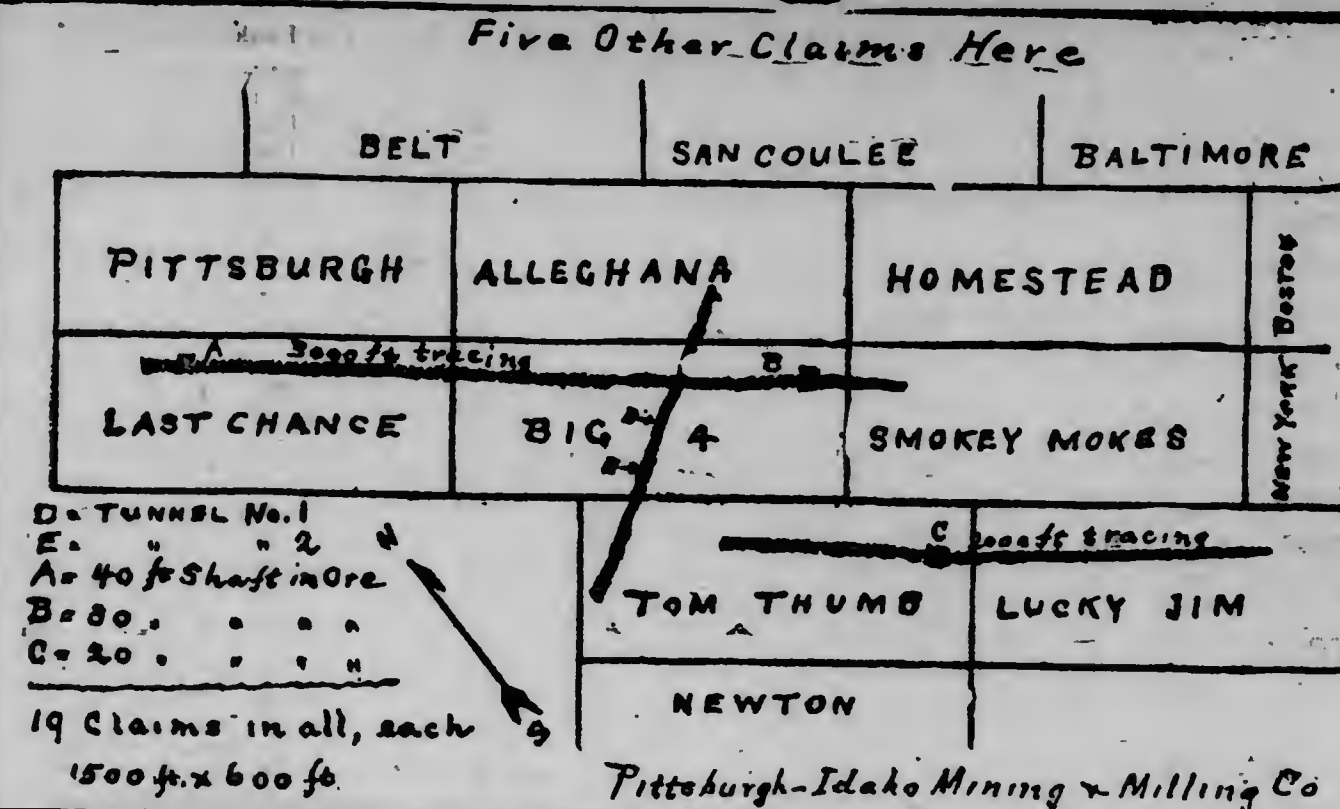 Five Other Claims Here
BELT
SAN COULEE
BALTIMORE
PITTSBURGH
ALLEGHANA
HOMESTEAD
BOSTON
A 3000 ft tracing
B
LAST CHANCE
BIG 4
SMOKEY MOKES
NEW YORK
D = TUNNEL No. 1
E = " " 2
A = 40 ft Shaft in Ore
B = 30 " " " "
C = 20 " " " "
N
S
C 2000 ft tracing
TOM THUMB
LUCKY JIM
NEWTON
19 Claims in all, each
1500 ft. x 600 ft.
Pittsburgh-Idaho Mining & Milling Co